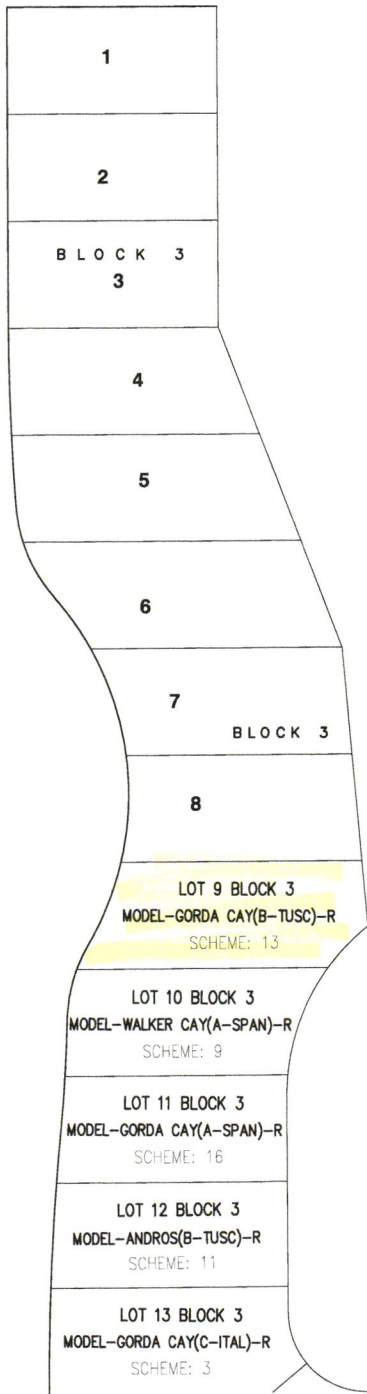 1
2
BLOCK 3
3
4
5
6
7
BLOCK 3
8
LOT 9 BLOCK 3
MODEL-GORDA CAY(B-TUSC)-R
SCHEME: 13
LOT 10 BLOCK 3
MODEL-WALKER CAY(A-SPAN)-R
SCHEME: 9
LOT 11 BLOCK 3
MODEL-GORDA CAY(A-SPAN)-R
SCHEME: 16
LOT 12 BLOCK 3
MODEL-ANDROS(B-TUSC)-R
SCHEME: 11
LOT 13 BLOCK 3
MODEL-GORDA CAY(C-ITAL)-R
SCHEME: 3